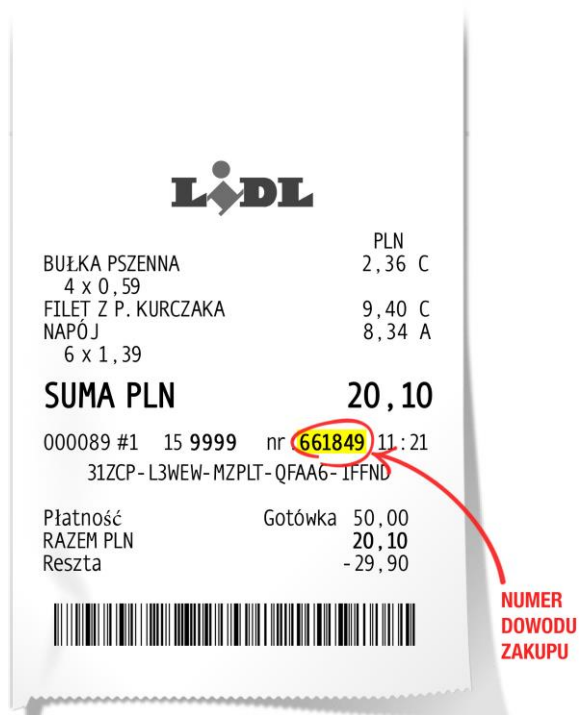 LIDL
PLN
BUŁKA PSZENNA 2,36 C
4 x 0,59
FILET Z P. KURCZAKA 9,40 C
NAPÓJ 8,34 A
6 x 1,39
SUMA PLN 20,10
000089 #1 15 9999 nr 661849 11:21
31ZCP-L3WEW-MZPLT-QFAA6-IFFND
Płatność Gotówka 50,00
RAZEM PLN 20,10
Reszta -29,90
NUMER
DOWODU
ZAKUPU